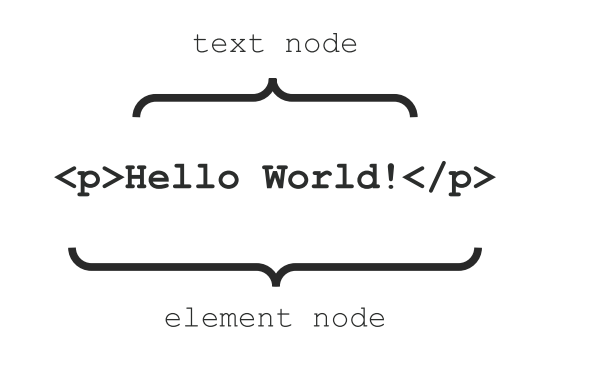 text node
<p>Hello World!</p>
element node